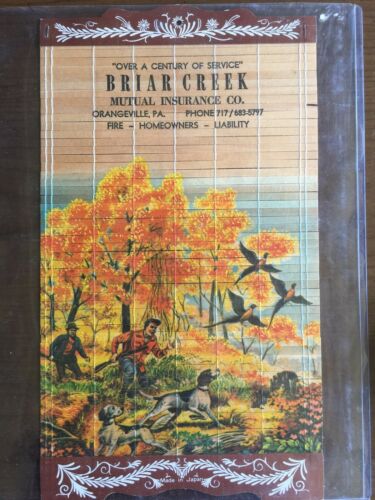 "OVER A CENTURY OF SERVICE"
BRIAR CREEK
MUTUAL INSURANCE CO.
ORANGEVILLE, PA. PHONE 717/683-5797
FIRE - HOMEOWNERS - LIABILITY
Made in Japan